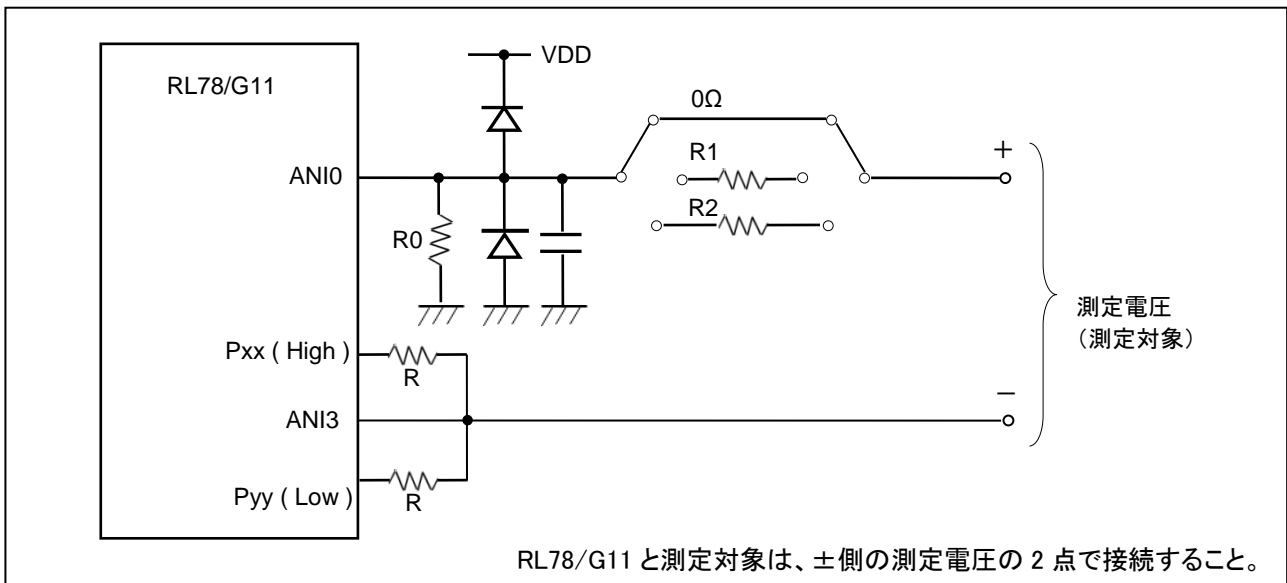 VDD
RL78/G11
0Ω
ANI0
R1
+
R2
R0
測定電圧
(測定対象)
Pxx ( High )
R
ANI3
−
Pyy ( Low )
R
RL78/G11 と測定対象は、±側の測定電圧の 2 点で接続すること。